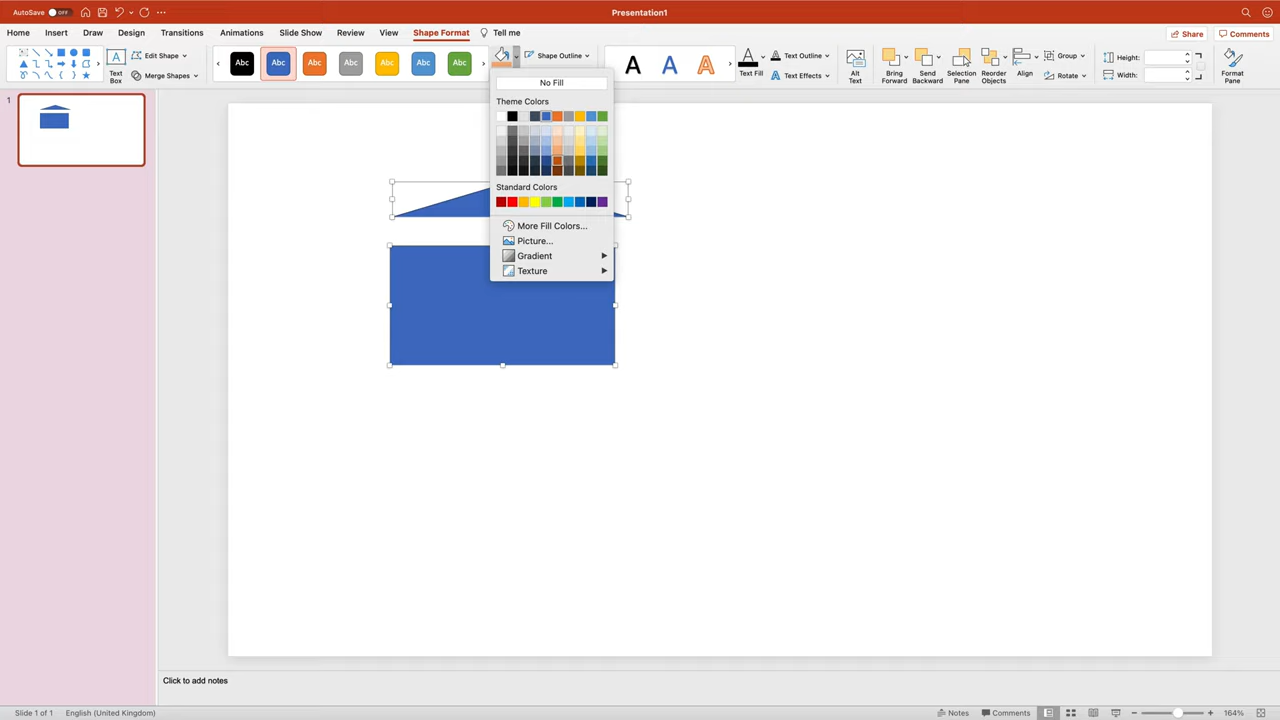 AutoSave OFF
Presentation1
Home Insert Draw Design Transitions Animations Slide Show Review View Shape Format Tell me
Share Comments
A Text Box
Edit Shape
Merge Shapes
Abc Abc Abc Abc Abc Abc Abc
Shape Outline
A A A
A Text Fill
A Text Outline
A Text Effects
Alt Text
Bring Forward
Send Backward
Selection Pane
Reorder Objects
Align
Group
Rotate
Height:
Width:
Format Pane
No Fill
Theme Colors
Standard Colors
More Fill Colors...
Picture...
Gradient
Texture
1
Click to add notes
Slide 1 of 1 English (United Kingdom)
Notes Comments 164%